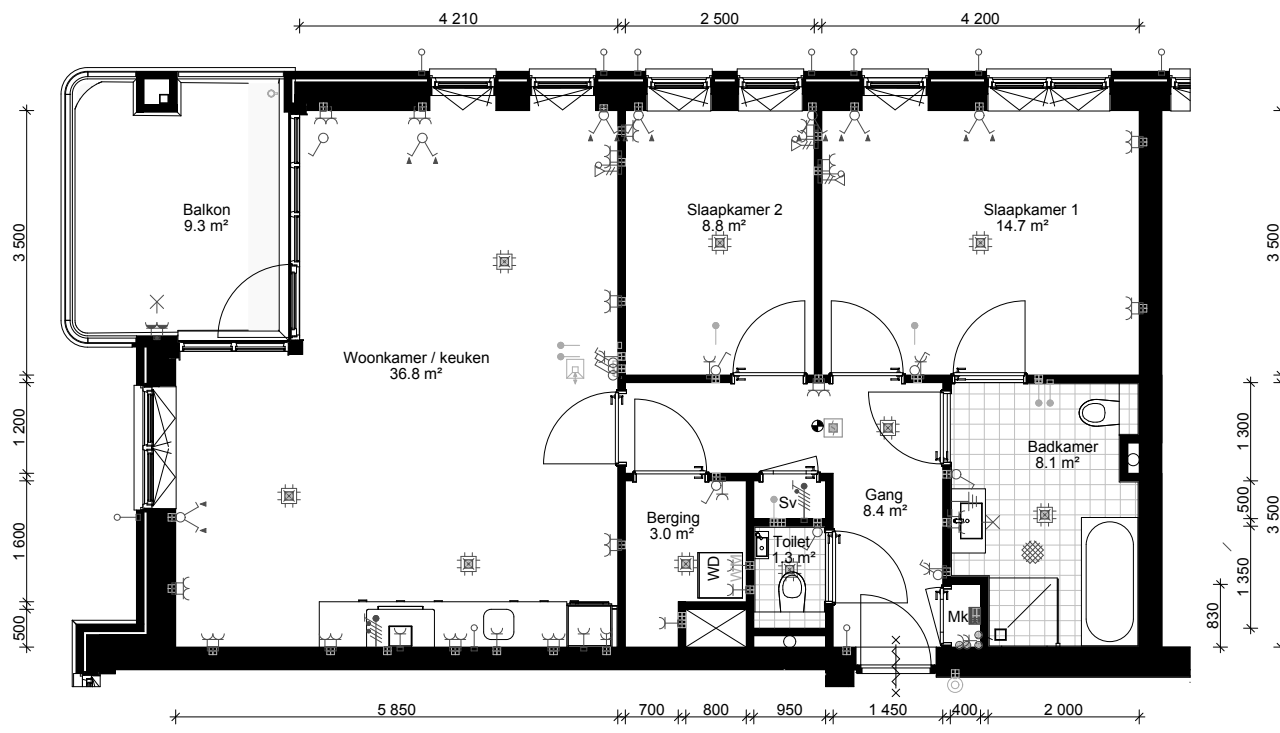 4 210
2 500
4 200
Balkon
9.3 m²
Slaapkamer 2
8.8 m²
Slaapkamer 1
14.7 m²
3 500
3 500
Woonkamer / keuken
36.8 m²
1 200
1 300
Badkamer
8.1 m²
Gang
8.4 m²
Sv
500
Berging
3.0 m²
Toilet
1.3 m²
WD
WM
1 600
3 500
1 350
Mk
830
500
5 850
700
800
950
1 450
400
2 000